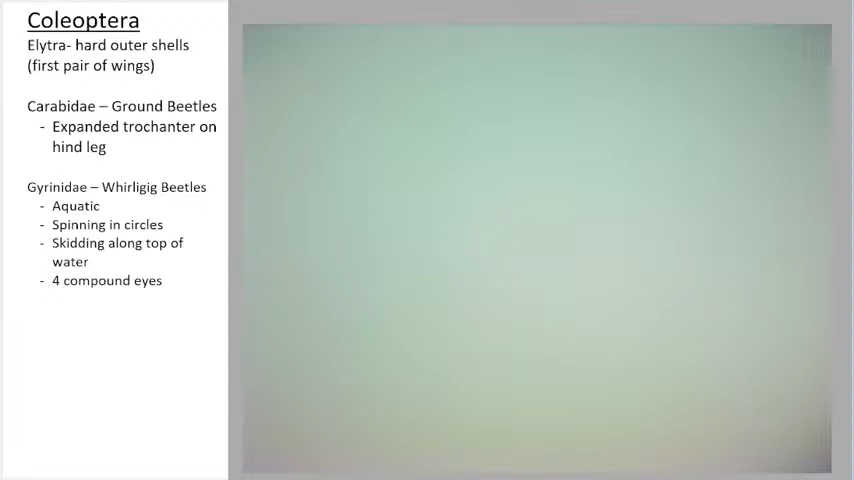 Coleoptera
Elytra- hard outer shells
(first pair of wings)
Carabidae – Ground Beetles
- Expanded trochanter on
hind leg
Gyrinidae – Whirligig Beetles
- Aquatic
- Spinning in circles
- Skidding along top of
water
- 4 compound eyes